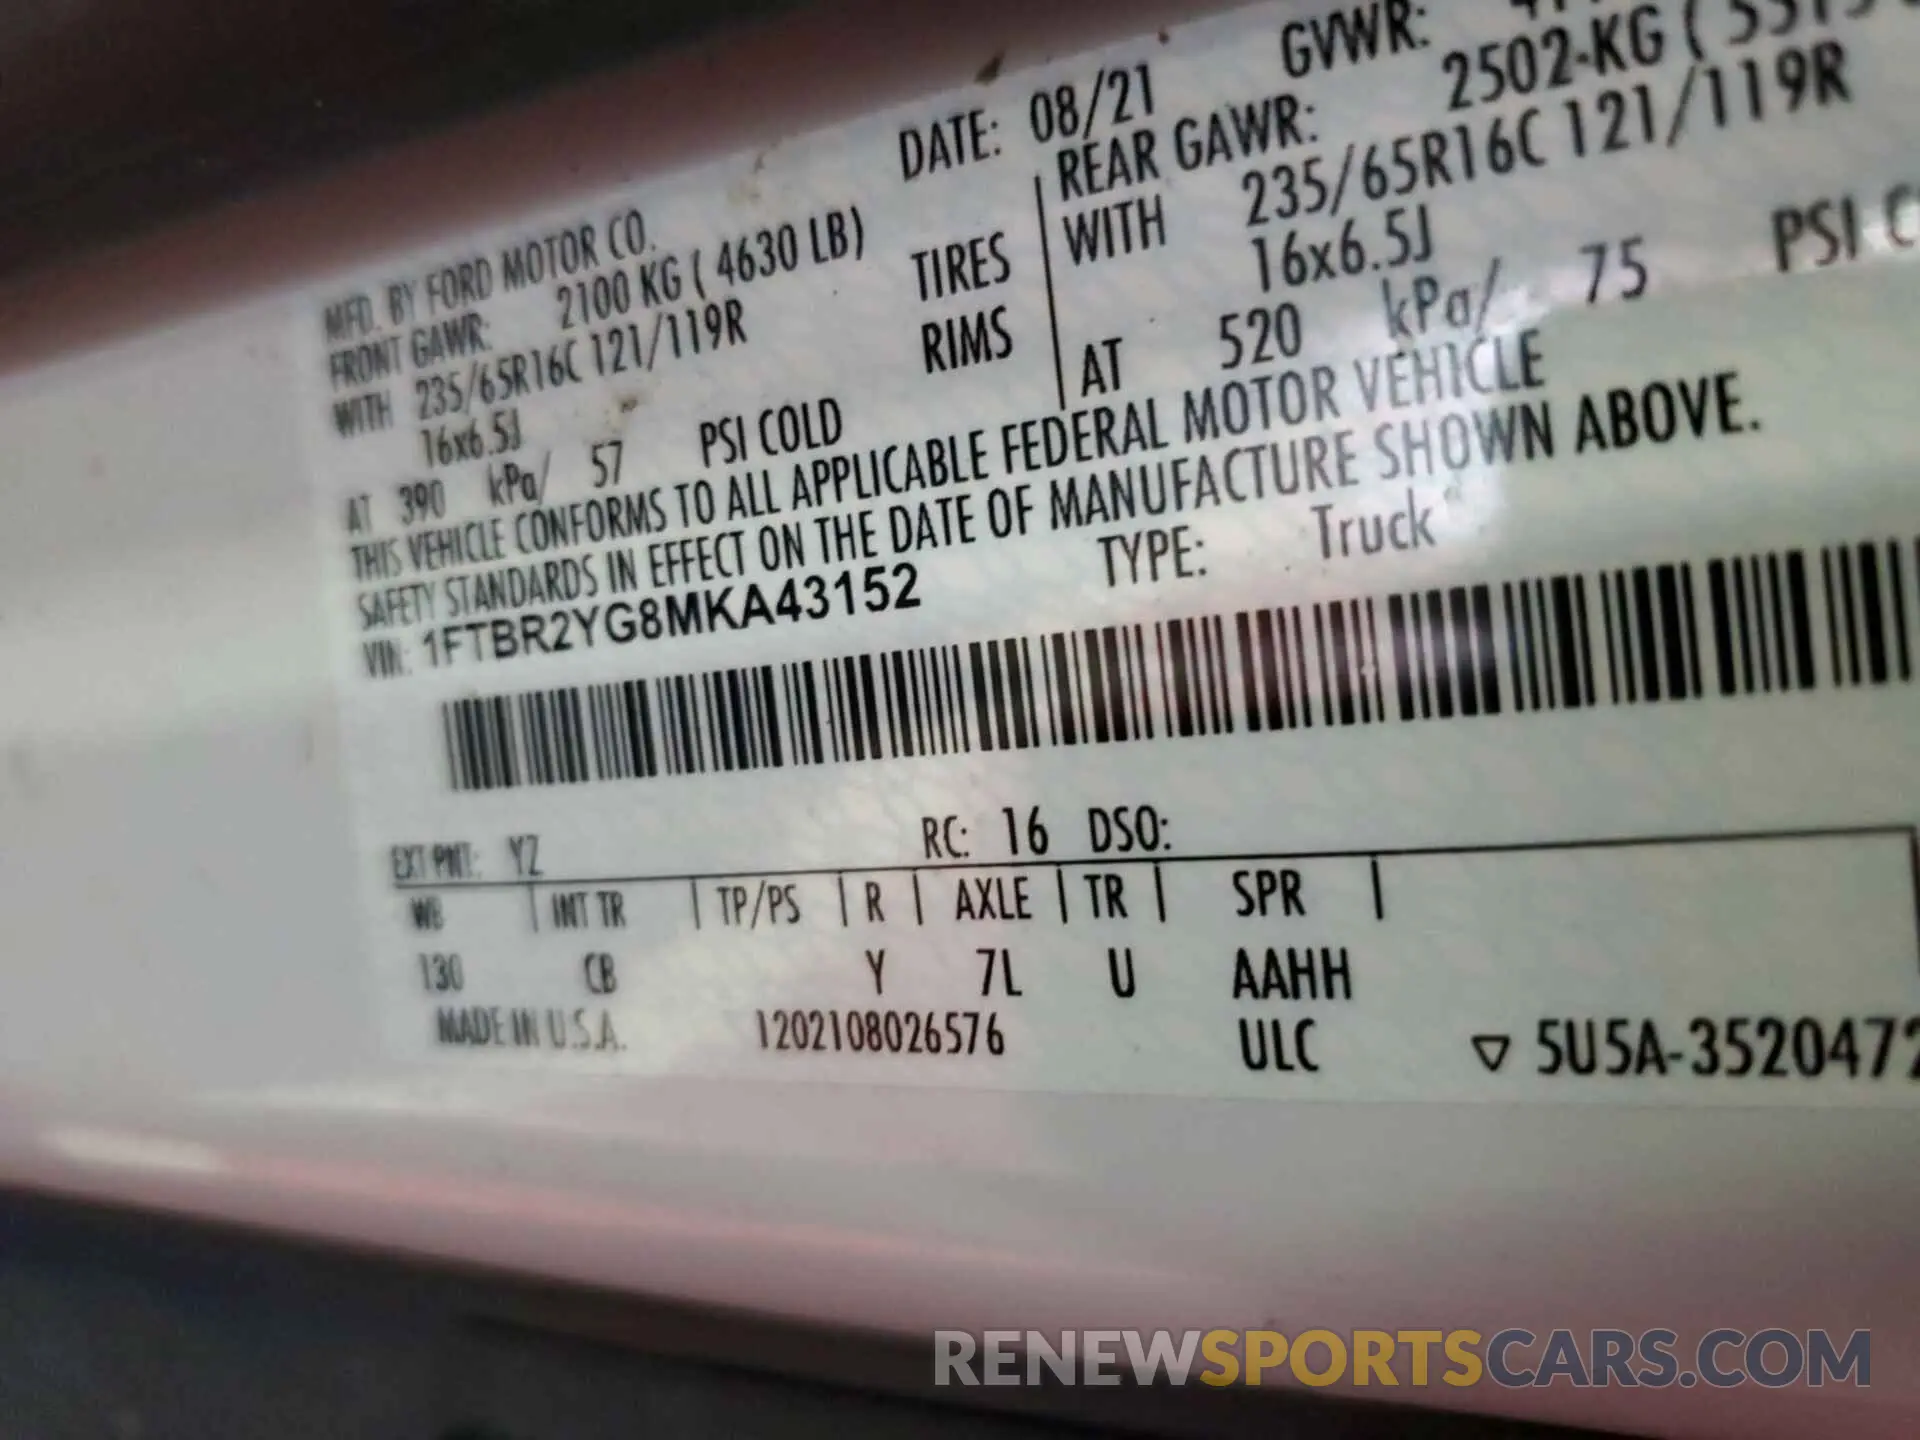 DATE: 08/21 GVWR:
MFD. BY FORD MOTOR CO.
FRONT GAWR: 2100 KG ( 4630 LB)
WITH 235/65R16C 121/119R TIRES
16x6.5J RIMS
AT 390 kPa/ 57 PSI COLD
REAR GAWR: 2502-KG (
WITH 235/65R16C 121/119R
16x6.5J
AT 520 kPa/ 75 PSI
THIS VEHICLE CONFORMS TO ALL APPLICABLE FEDERAL MOTOR VEHICLE
SAFETY STANDARDS IN EFFECT ON THE DATE OF MANUFACTURE SHOWN ABOVE.
VIN: 1FTBR2YG8MKA43152 TYPE: Truck
EXT PNT: YZ RC: 16 DSO:
WB INT TR TP/PS R AXLE TR SPR
130 CB Y 7L U AAHH
MADE IN U.S.A. 1202108026576 ULC ▽ 5U5A-3520472
RENEWSPORTSCARS.COM